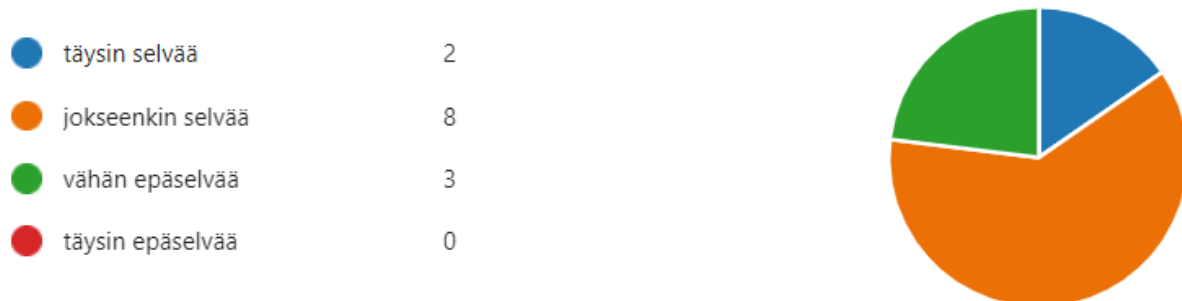 täysin selvää 2
jokseenkin selvää 8
vähän epäselvää 3
täysin epäselvää 0